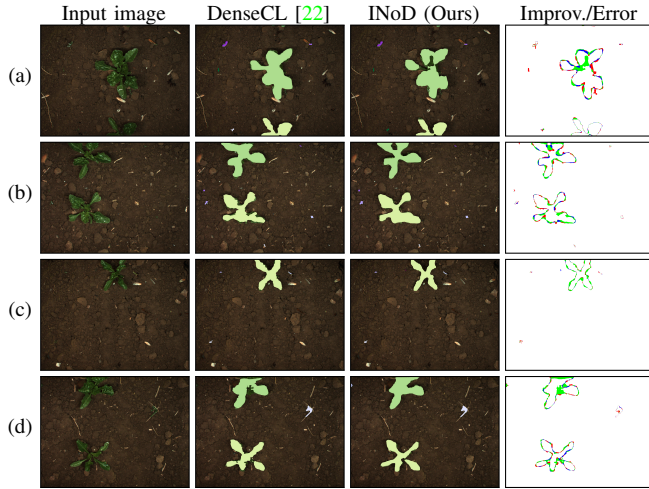 Input image DenseCL [22] INoD (Ours) Improv./Error
(a)
(b)
(c)
(d)